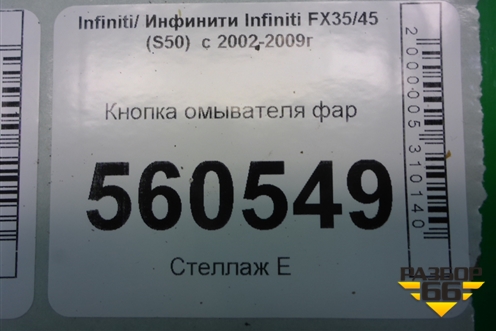 Infiniti/ Инфинити Infiniti FX35/45
(S50) с 2002-2009г
Кнопка омывателя фар
560549
Стеллаж Е
2000005310140
РАЗБОР
66